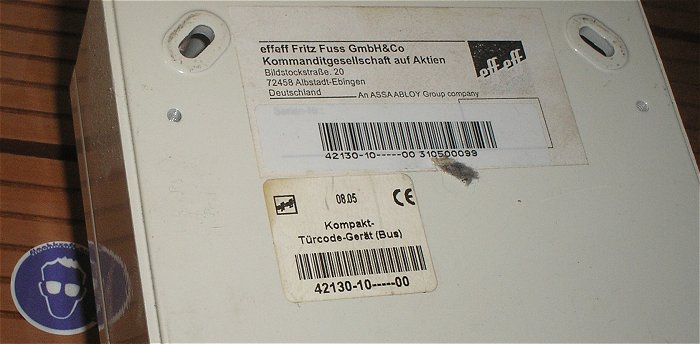 effeff Fritz Fuss GmbH&Co
Kommanditgesellschaft auf Aktien
Bildstockstraße. 20
72458 Albstadt-Ebingen
Deutschland
An ASSA ABLOY Group company
eff eff
42130-10-----00 310500099
08.05
CE
Kompakt-
Türcode-Gerät (Bus)
42130-10-----00